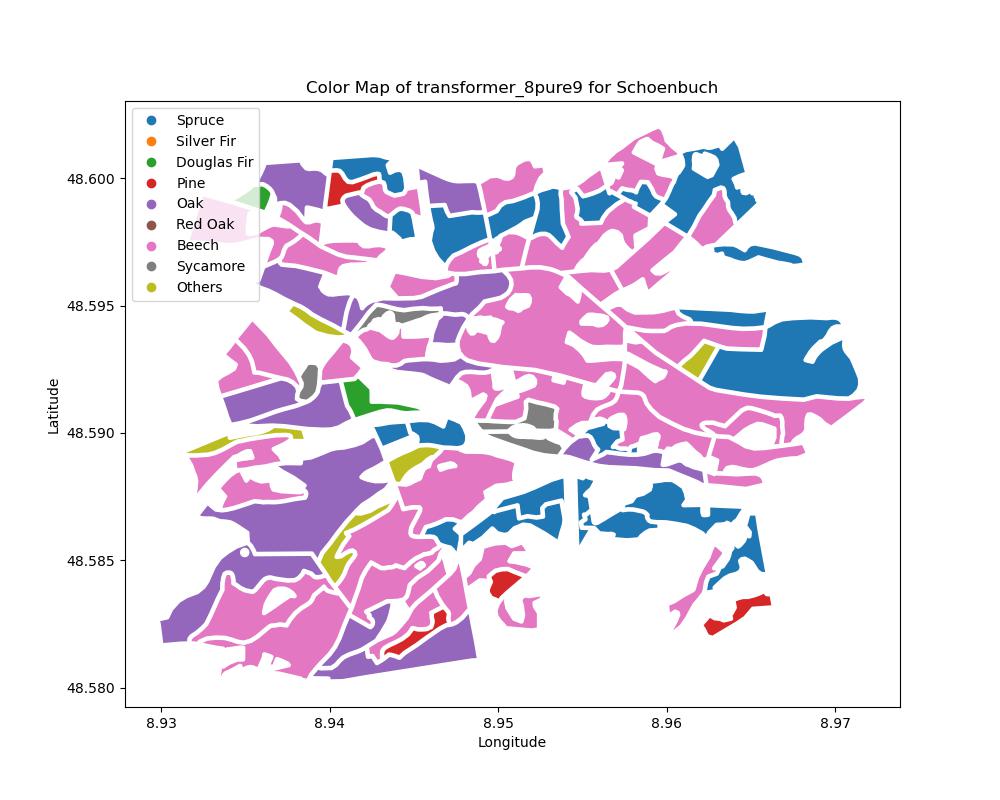 Color Map of transformer_8pure9 for Schoenbuch
Spruce
Silver Fir
Douglas Fir
Pine
Oak
Red Oak
Beech
Sycamore
Others
48.600
48.595
48.590
48.585
48.580
Latitude
8.93 8.94 8.95 8.96 8.97
Longitude